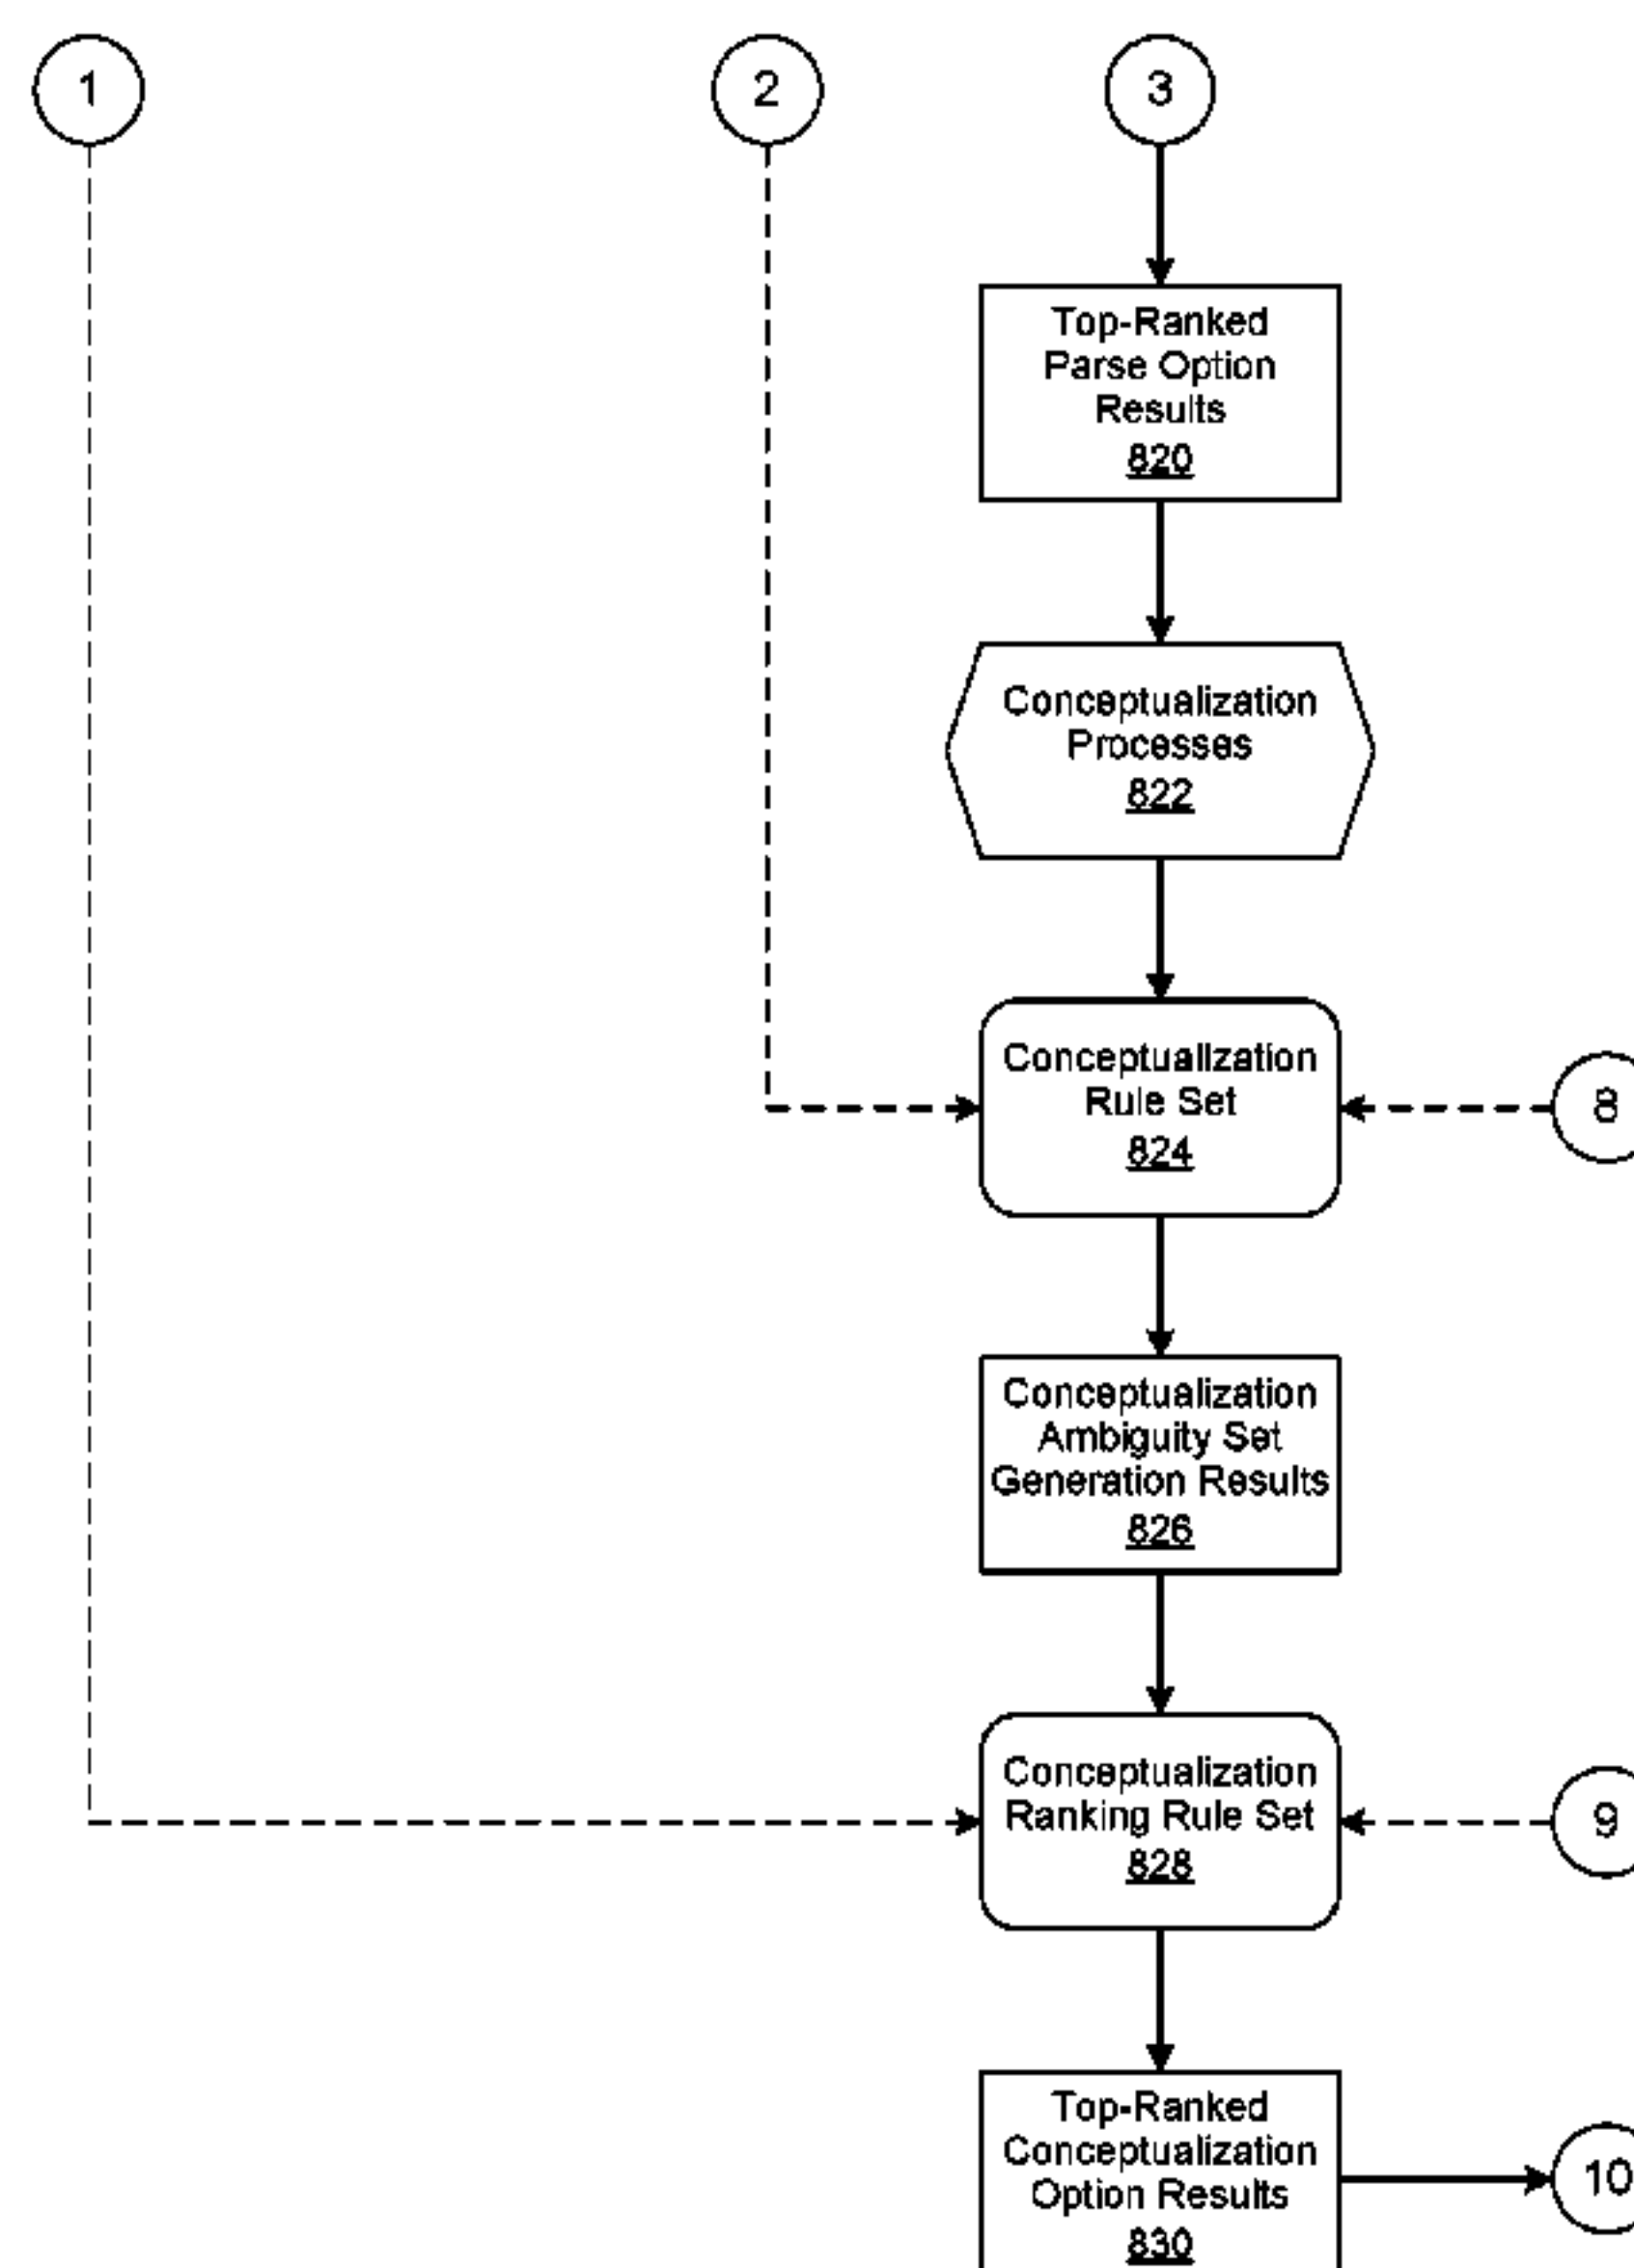 1
2
3
Top-Ranked
Parse Option
Results
820
Conceptualization
Processes
822
Conceptualization
Rule Set
824
8
Conceptualization
Ambiguity Set
Generation Results
826
Conceptualization
Ranking Rule Set
828
9
Top-Ranked
Conceptualization
Option Results
830
10